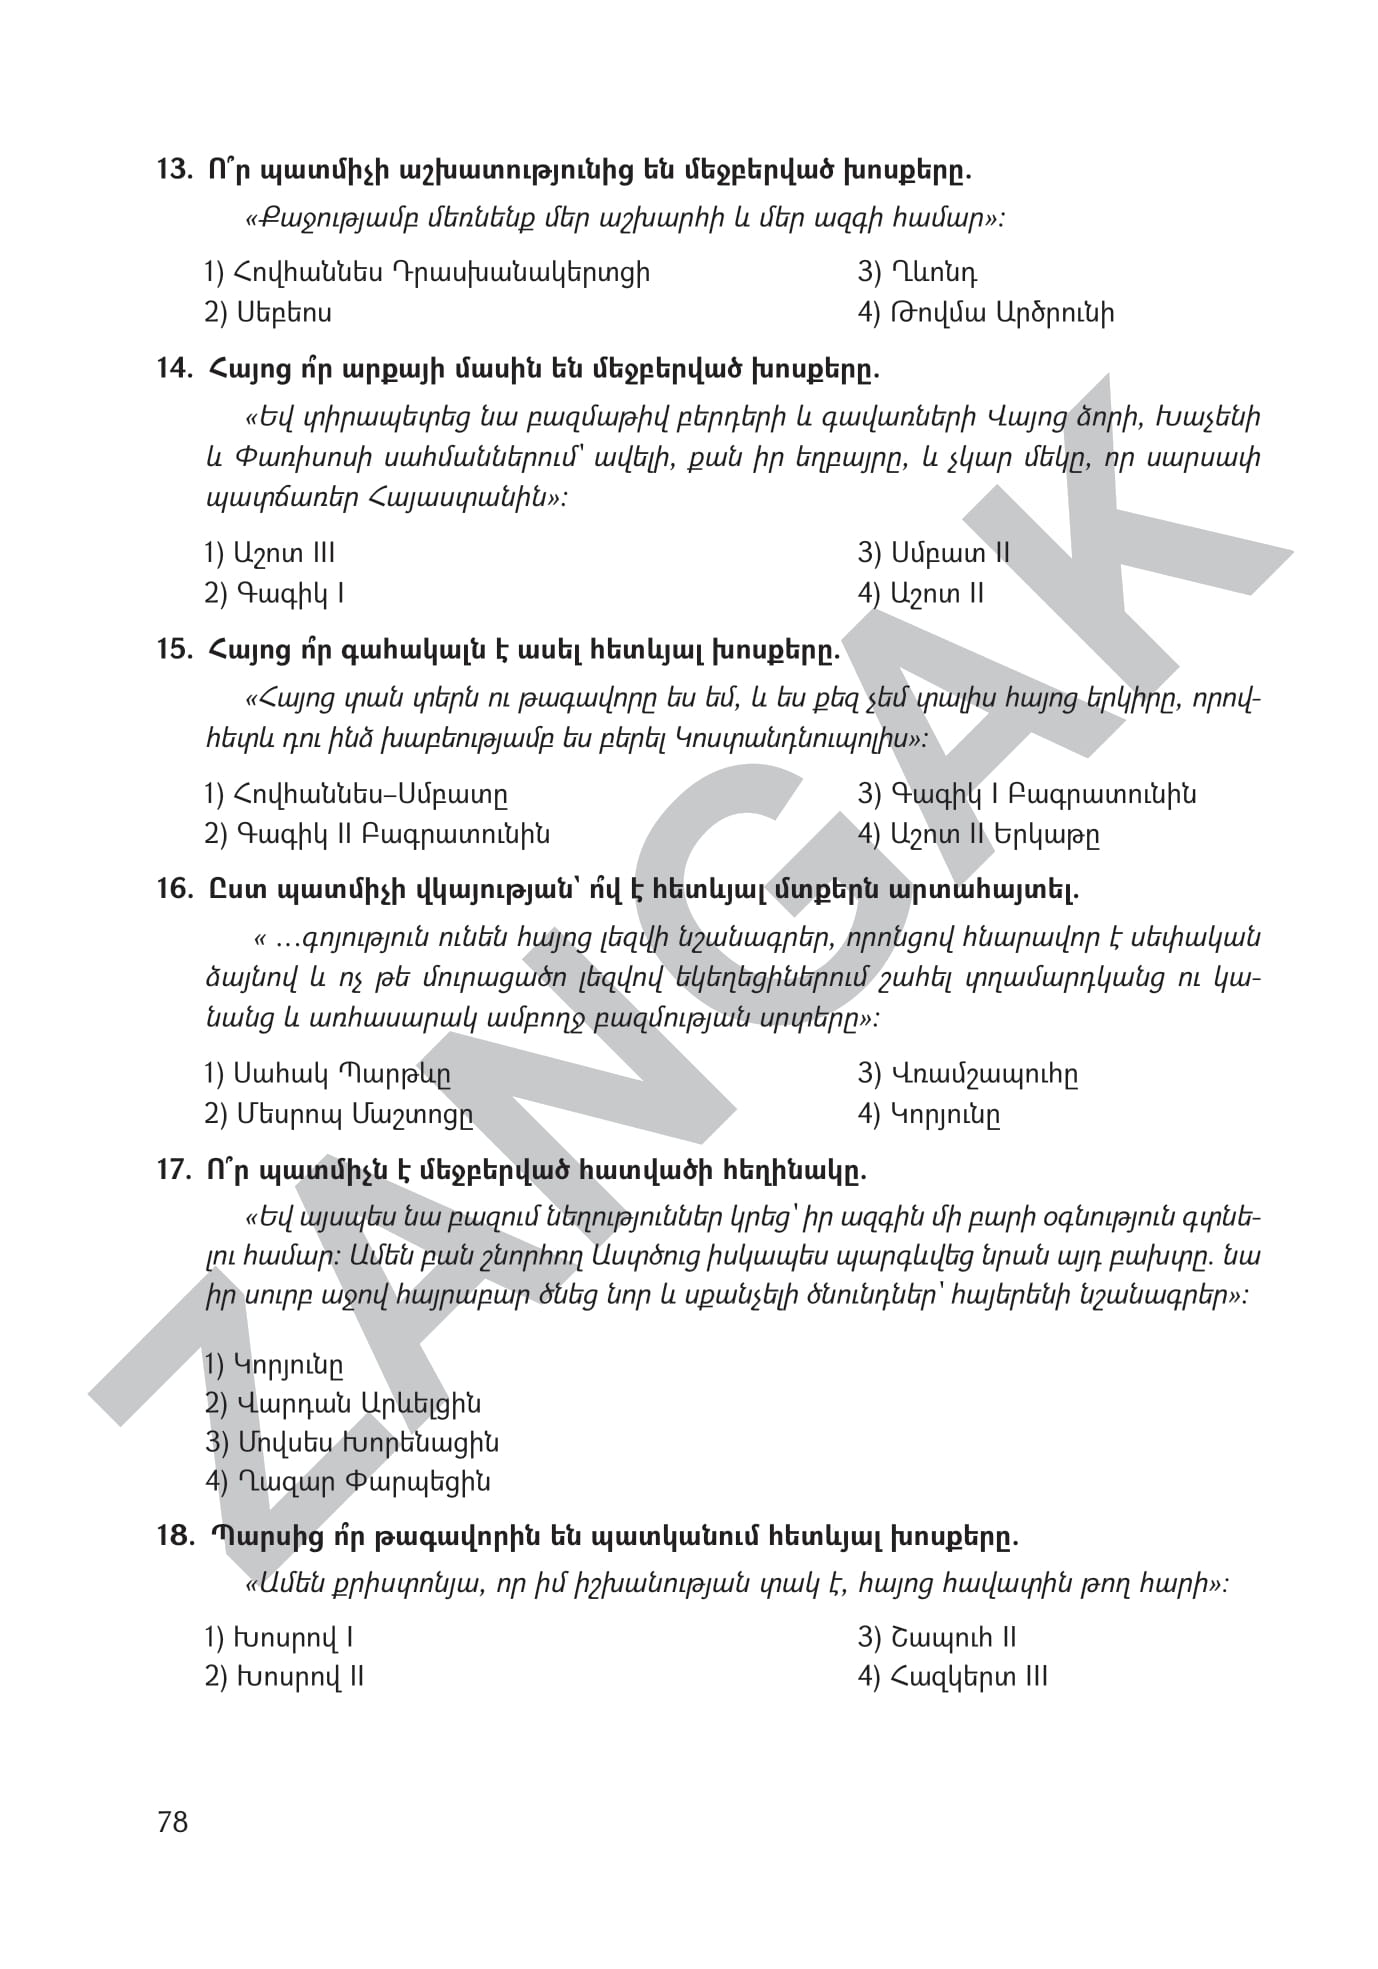 13. Ո՞ր պատմիչի աշխատությունից են մեջբերված խոսքերը.
«Քաջությամբ մեռնենք մեր աշխարհի և մեր ազգի համար»:
1) Հովհաննես Դրասխանակերտցի
3) Ղևոնդ
2) Սեբեոս
4) Թովմա Արծրունի
14. Հայոց ո՞ր արքայի մասին են մեջբերված խոսքերը.
«Եվ տիրապետեց նա բազմաթիվ բերդերի և գավառների Վայոց ձորի, Խաչենի
և Փառիսոսի սահմաններում՝ ավելի, քան իր եղբայրը, և չկար մեկը, որ սարսափ
պատճառեր Հայաստանին»:
1) Աշոտ III
3) Սմբատ II
2) Գագիկ I
4) Աշոտ II
15. Հայոց ո՞ր գահակալն է ասել հետևյալ խոսքերը.
«Հայոց տան տերն ու թագավորը ես եմ, և ես քեզ չեմ տալիս հայոց երկիրը, որով-
հետև դու ինձ խաբեությամբ ես բերել Կոստանդնուպոլիս»:
1) Հովհաննես–Սմբատը
3) Գագիկ I Բագրատունին
2) Գագիկ II Բագրատունին
4) Աշոտ II Երկաթը
16. Ըստ պատմիչի վկայության՝ ո՞վ է հետևյալ մտքերն արտահայտել.
« ...գոյություն ունեն հայոց լեզվի նշանագրեր, որոնցով հնարավոր է սեփական
ձայնով և ոչ թե մուրացածո լեզվով եկեղեցիներում շահել տղամարդկանց ու կա-
նանց և առհասարակ ամբողջ բազմության սրտերը»:
1) Սահակ Պարթևը
3) Վռամշապուհը
2) Մեսրոպ Մաշտոցը
4) Կորյունը
17. Ո՞ր պատմիչն է մեջբերված հատվածի հեղինակը.
«Եվ այսպես նա բազում նեղություններ կրեց՝ իր ազգին մի բարի օգնություն գտնե-
լու համար: Ամեն բան շնորհող Աստծուց իսկապես պարգևվեց նրան այդ բախտը. նա
իր սուրբ աջով հայրաբար ծնեց նոր և սքանչելի ծնունդներ՝ հայերենի նշանագրեր»:
1) Կորյունը
2) Վարդան Արևելցին
3) Մովսես Խորենացին
4) Ղազար Փարպեցին
18. Պարսից ո՞ր թագավորին են պատկանում հետևյալ խոսքերը.
«Ամեն քրիստոնյա, որ իմ իշխանության տակ է, հայոց հավատին թող հարի»:
1) Խոսրով I
3) Շապուհ II
2) Խոսրով II
4) Հազկերտ III
78
ZANGAK